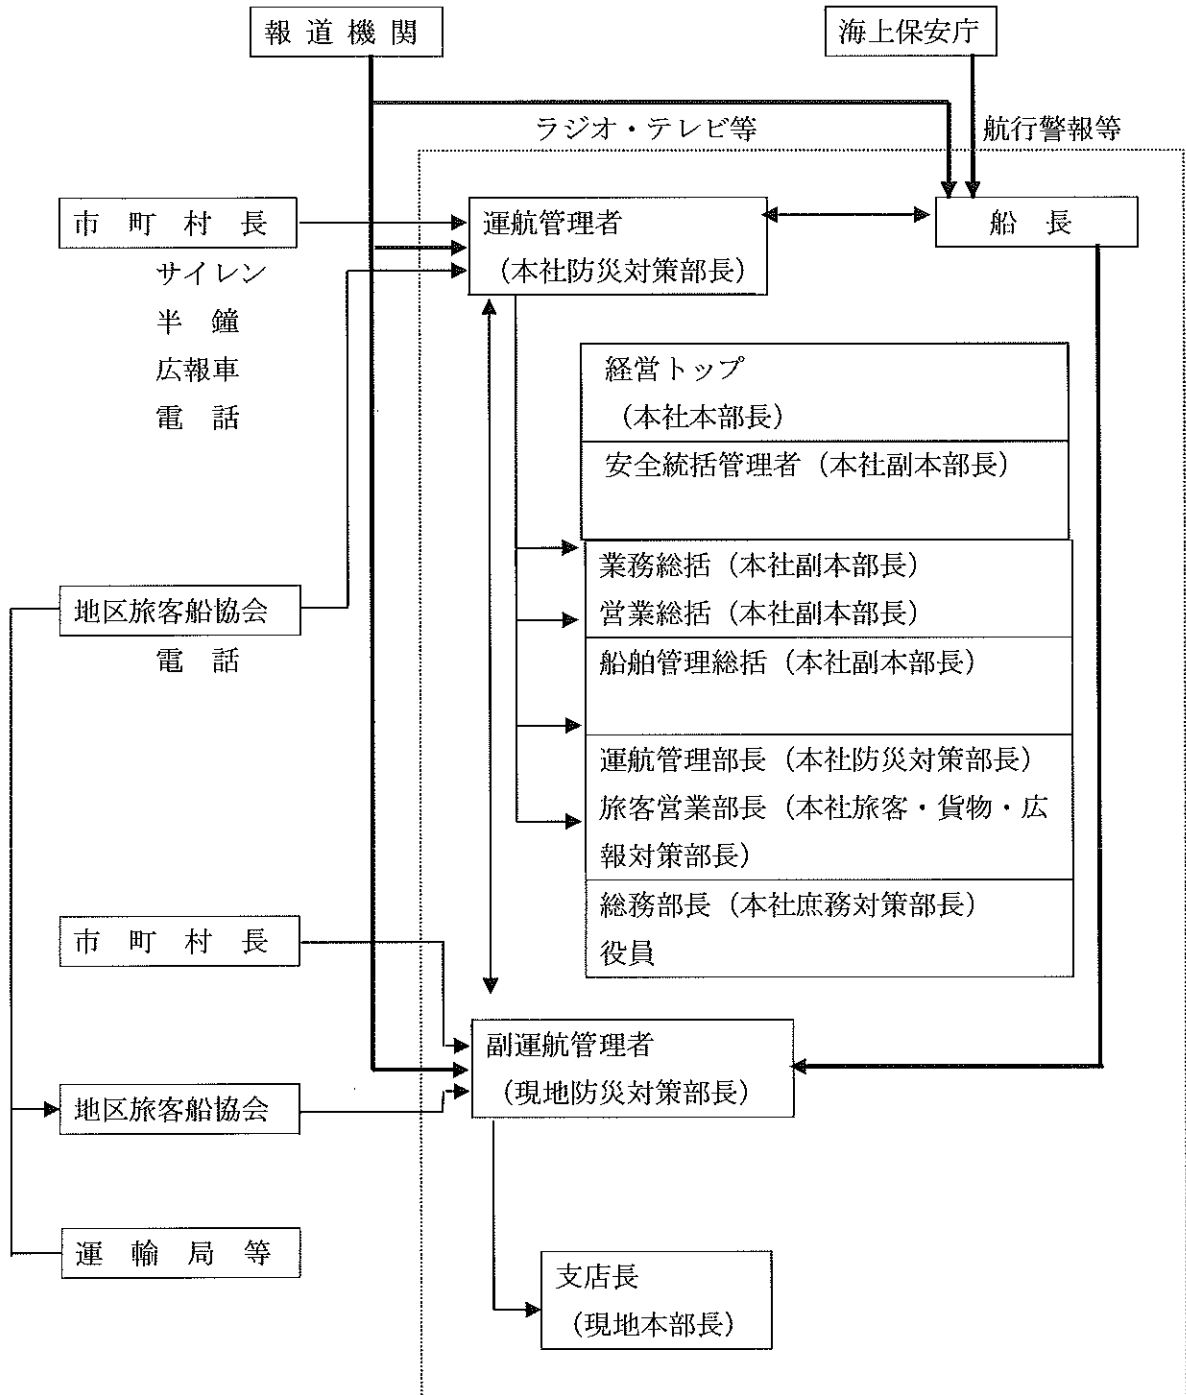 報道機関
海上保安庁
ラジオ・テレビ等
航行警報等
市町村長
サイレン
半鐘
広報車
電話
運航管理者
（本社防災対策部長）
船長
経営トップ
（本社本部長）
安全統括管理者（本社副本部長）
業務総括（本社副本部長）
営業総括（本社副本部長）
船舶管理総括（本社副本部長）
運航管理部長（本社防災対策部長）
旅客営業部長（本社旅客・貨物・広
報対策部長）
総務部長（本社庶務対策部長）
役員
地区旅客船協会
電話
市町村長
副運航管理者
（現地防災対策部長）
地区旅客船協会
運輸局等
支店長
（現地本部長）